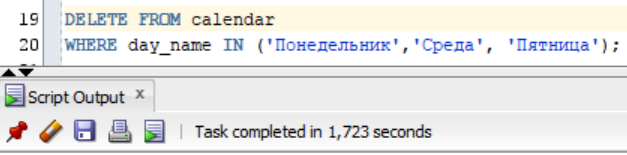 19 DELETE FROM calendar
20 WHERE day_name IN ('Понедельник','Среда', 'Пятница');
Script Output x
Task completed in 1,723 seconds